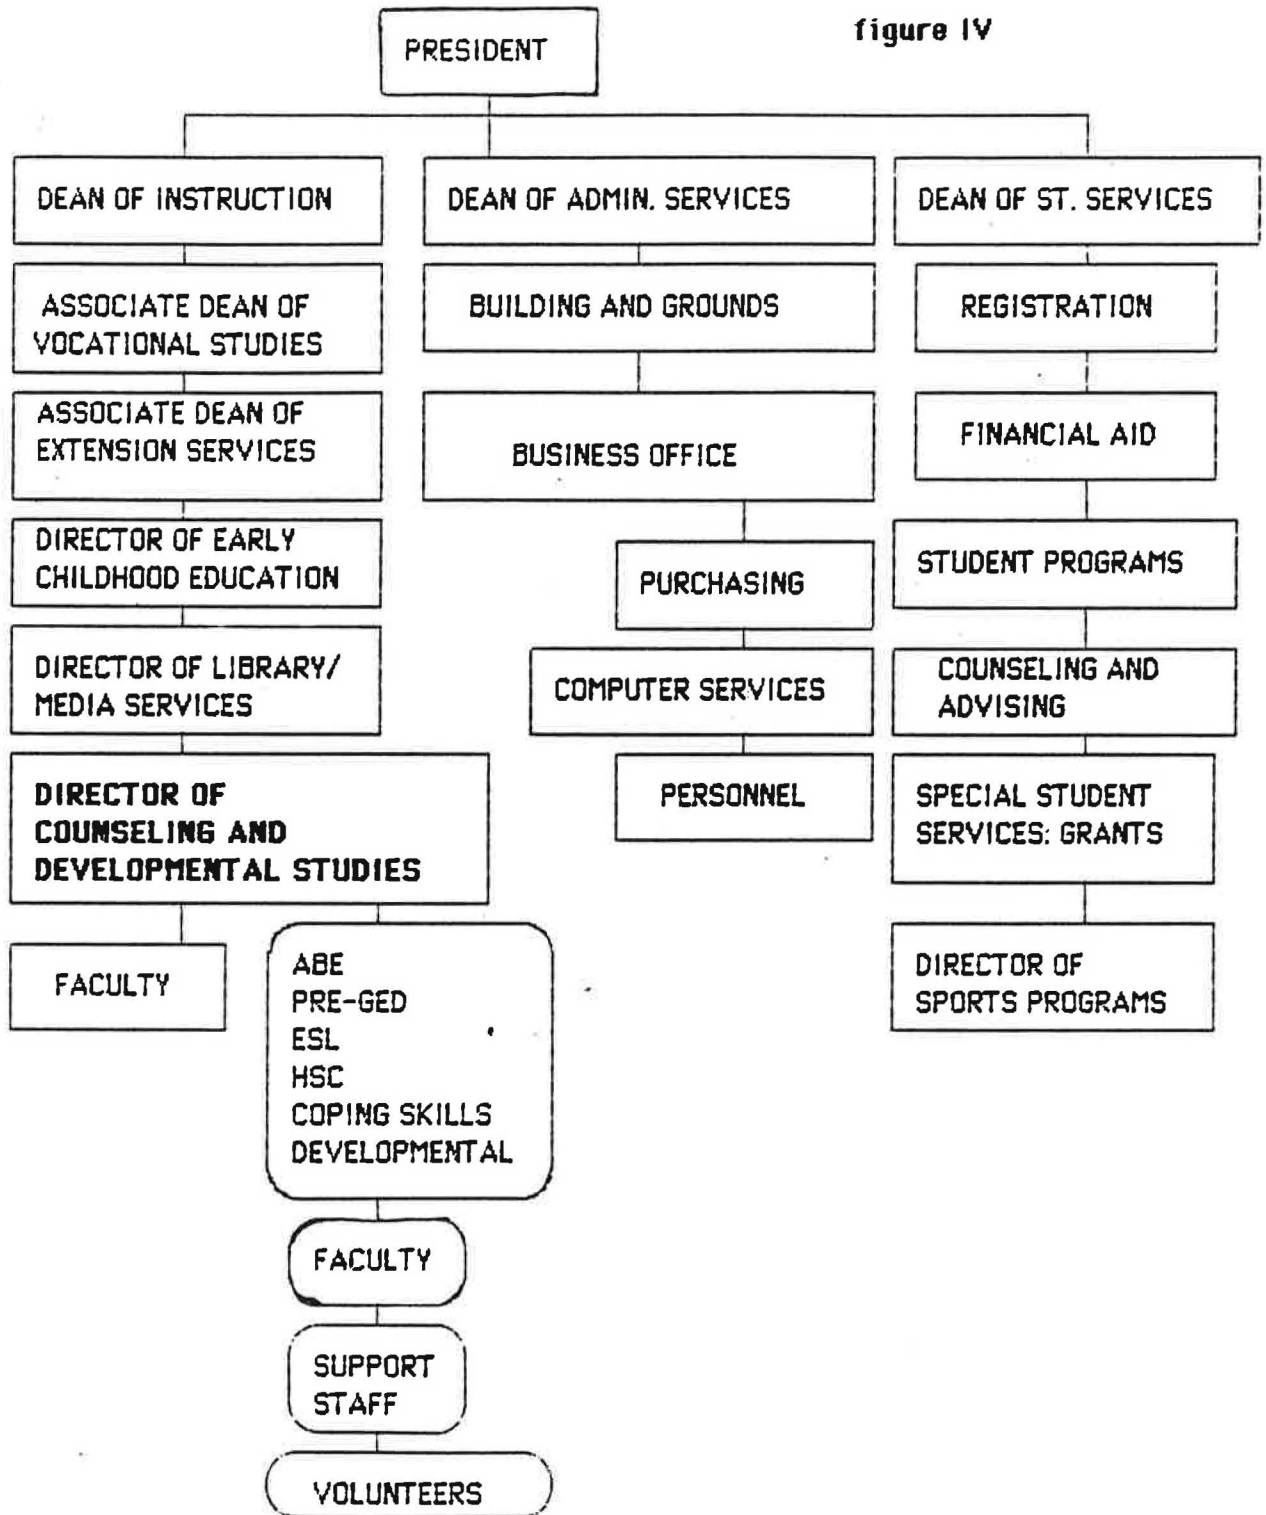 figure IV
PRESIDENT
DEAN OF INSTRUCTION
DEAN OF ADMIN. SERVICES
DEAN OF ST. SERVICES
ASSOCIATE DEAN OF
VOCATIONAL STUDIES
BUILDING AND GROUNDS
REGISTRATION
ASSOCIATE DEAN OF
EXTENSION SERVICES
BUSINESS OFFICE
FINANCIAL AID
DIRECTOR OF EARLY
CHILDHOOD EDUCATION
PURCHASING
STUDENT PROGRAMS
DIRECTOR OF LIBRARY/
MEDIA SERVICES
COMPUTER SERVICES
COUNSELING AND
ADVISING
DIRECTOR OF
COUNSELING AND
DEVELOPMENTAL STUDIES
PERSONNEL
SPECIAL STUDENT
SERVICES: GRANTS
FACULTY
ABE
PRE-GED
ESL
HSC
COPING SKILLS
DEVELOPMENTAL
DIRECTOR OF
SPORTS PROGRAMS
FACULTY
SUPPORT
STAFF
VOLUNTEERS